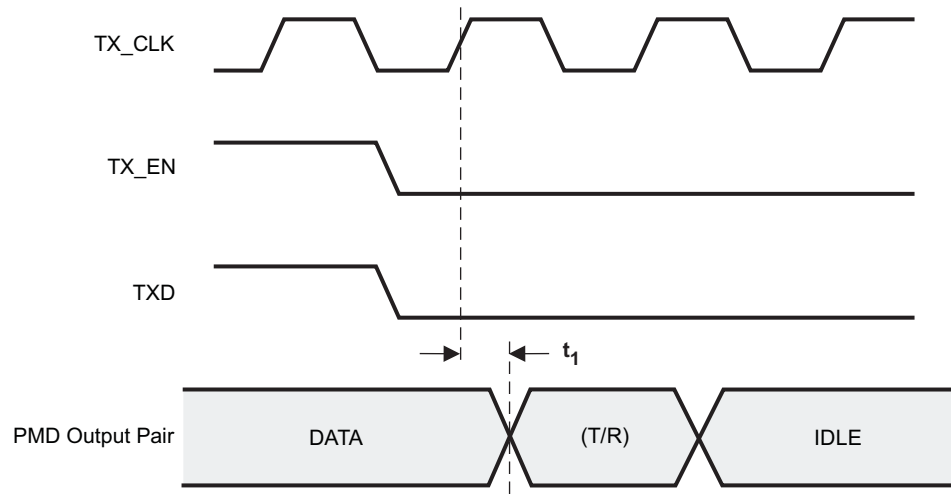 TX_CLK
TX_EN
TXD
t1
PMD Output Pair DATA (T/R) IDLE